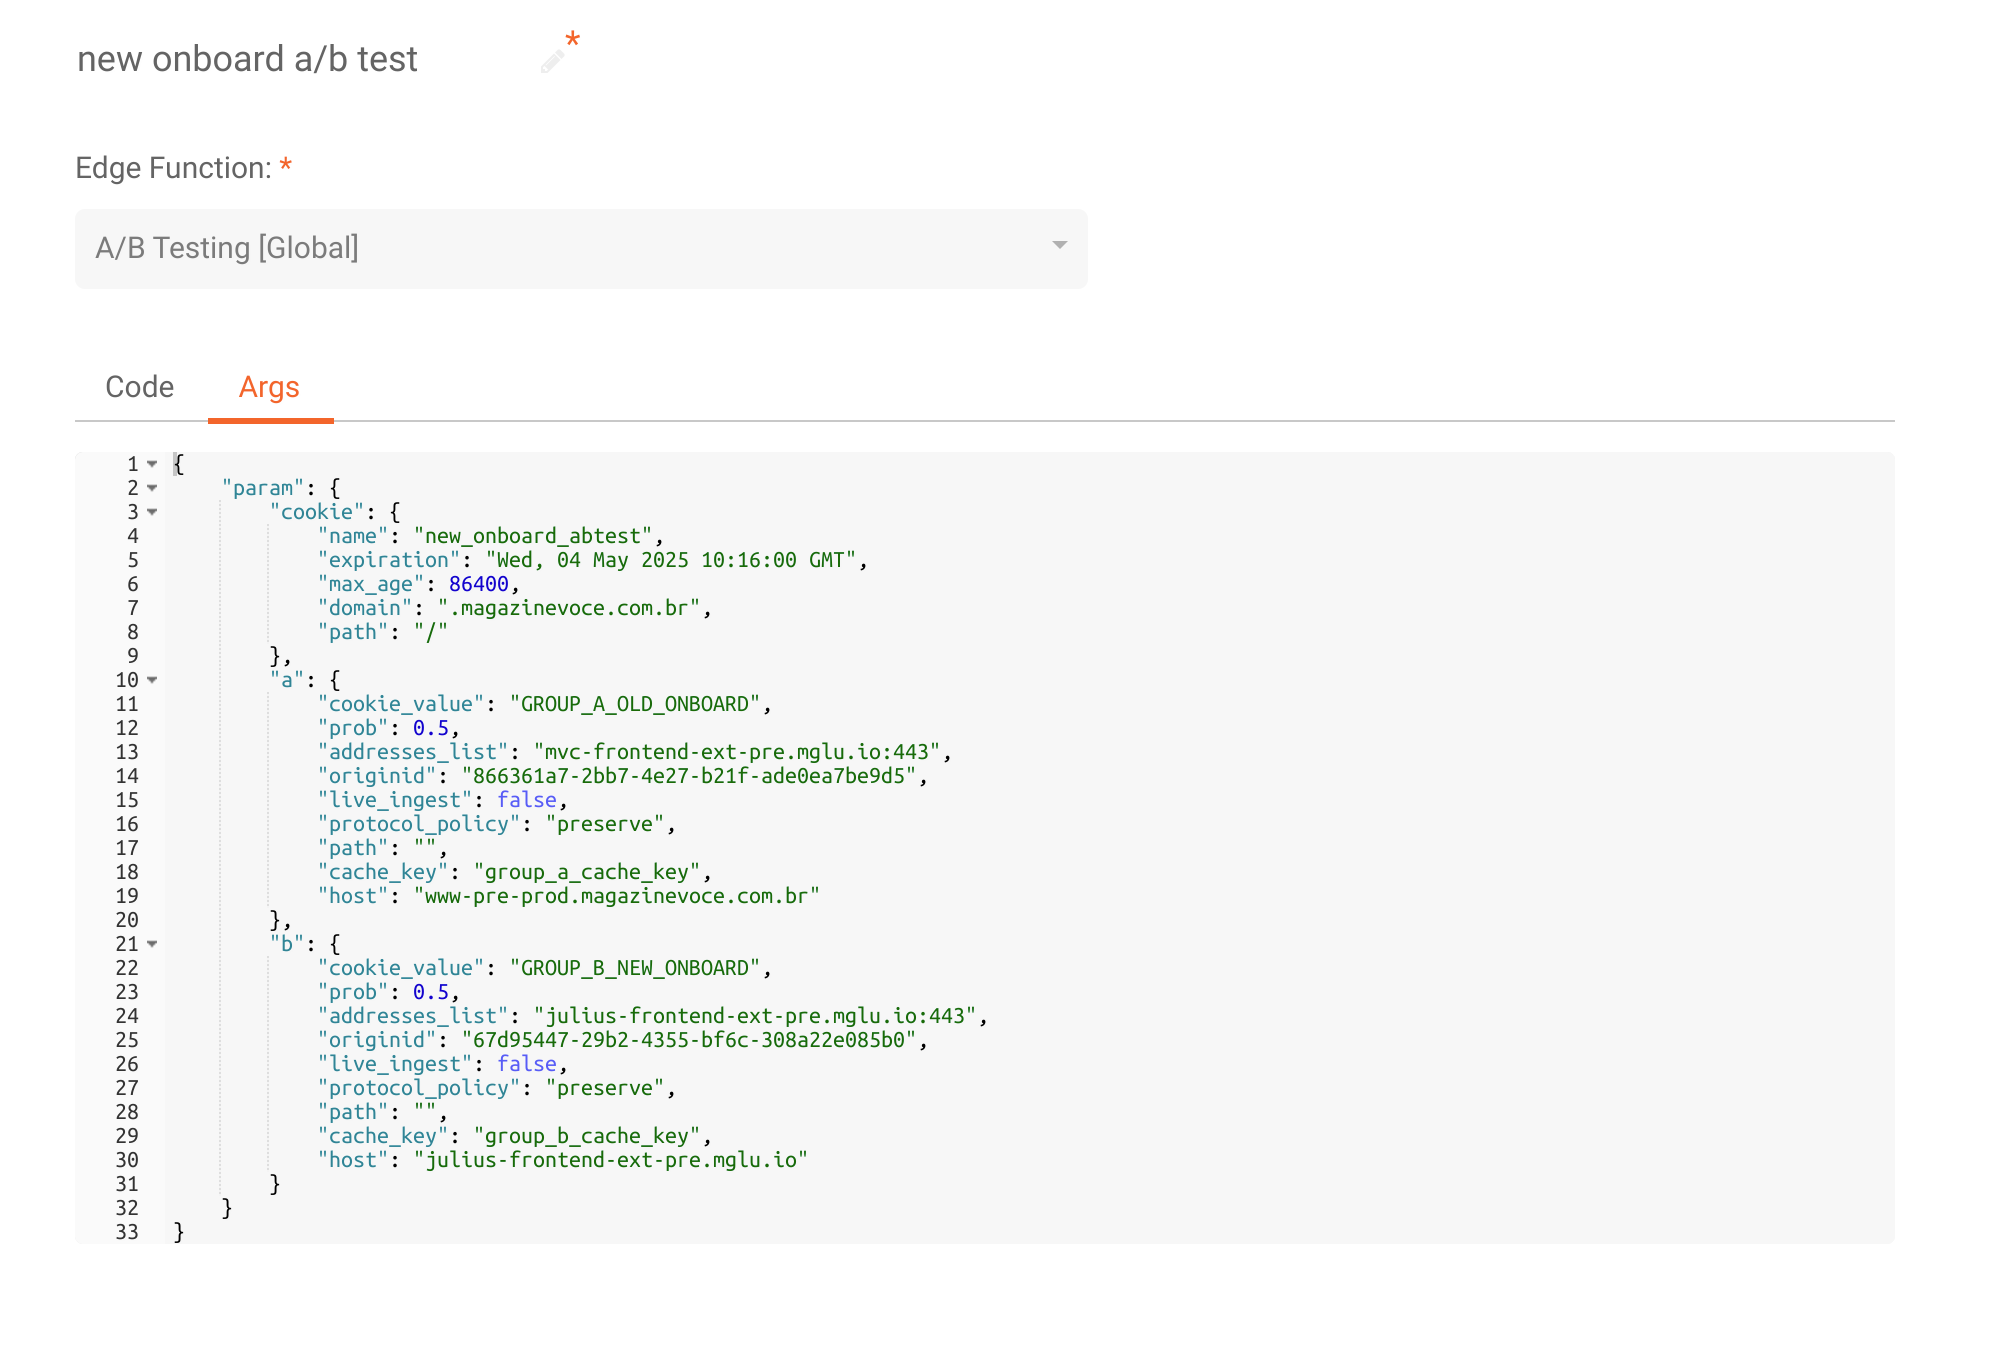 new onboard a/b test *
Edge Function: *
A/B Testing [Global]
Code Args
1 {
2 "param": {
3 "cookie": {
4 "name": "new_onboard_abtest",
5 "expiration": "Wed, 04 May 2025 10:16:00 GMT",
6 "max_age": 86400,
7 "domain": ".magazinevoce.com.br",
8 "path": "/"
9 },
10 "a": {
11 "cookie_value": "GROUP_A_OLD_ONBOARD",
12 "prob": 0.5,
13 "addresses_list": "mvc-frontend-ext-pre.mglu.io:443",
14 "originid": "866361a7-2bb7-4e27-b21f-ade0ea7be9d5",
15 "live_ingest": false,
16 "protocol_policy": "preserve",
17 "path": "",
18 "cache_key": "group_a_cache_key",
19 "host": "www-pre-prod.magazinevoce.com.br"
20 },
21 "b": {
22 "cookie_value": "GROUP_B_NEW_ONBOARD",
23 "prob": 0.5,
24 "addresses_list": "julius-frontend-ext-pre.mglu.io:443",
25 "originid": "67d95447-29b2-4355-bf6c-308a22e085b0",
26 "live_ingest": false,
27 "protocol_policy": "preserve",
28 "path": "",
29 "cache_key": "group_b_cache_key",
30 "host": "julius-frontend-ext-pre.mglu.io"
31 }
32 }
33 }